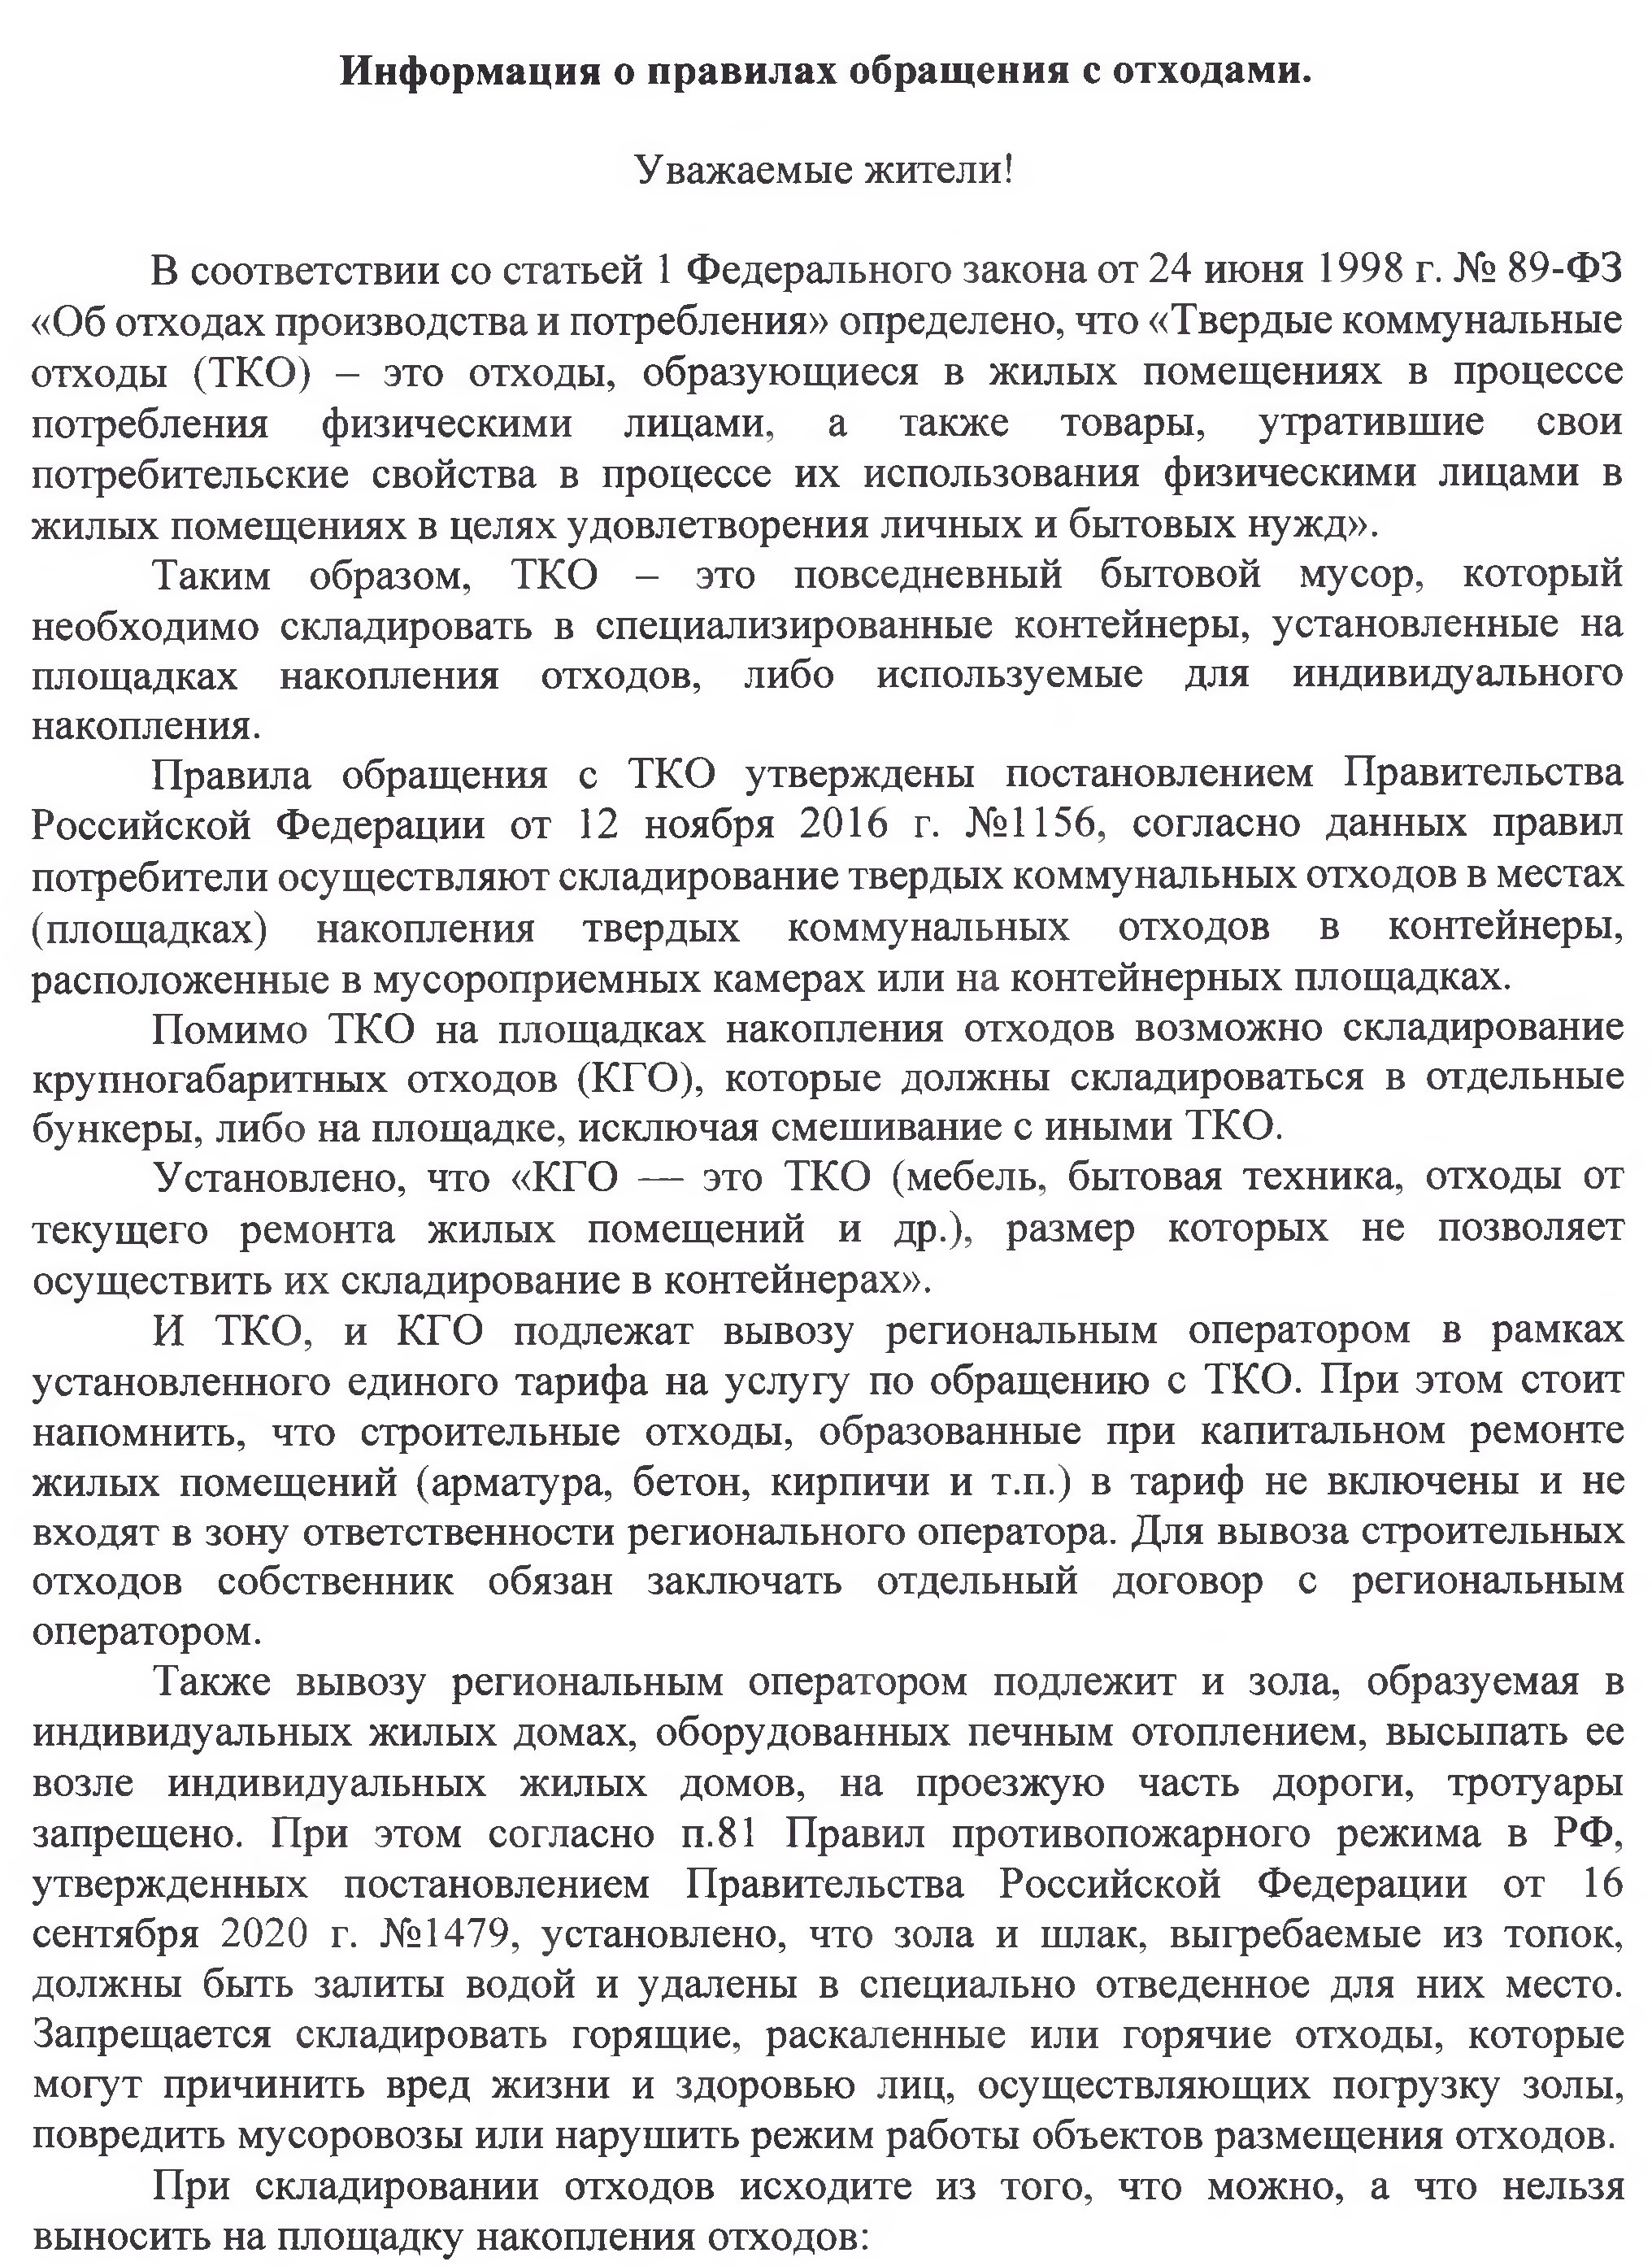 Информация о правилах обращения с отходами.
Уважаемые жители!
В соответствии со статьей 1 Федерального закона от 24 июня 1998 г. № 89-ФЗ
«Об отходах производства и потребления» определено, что «Твердые коммунальные
отходы (ТКО) – это отходы, образующиеся в жилых помещениях в процессе
потребления физическими лицами, а также товары, утратившие свои
потребительские свойства в процессе их использования физическими лицами в
жилых помещениях в целях удовлетворения личных и бытовых нужд».
Таким образом, ТКО – это повседневный бытовой мусор, который
необходимо складировать в специализированные контейнеры, установленные на
площадках накопления отходов, либо используемые для индивидуального
накопления.
Правила обращения с ТКО утверждены постановлением Правительства
Российской Федерации от 12 ноября 2016 г. №1156, согласно данных правил
потребители осуществляют складирование твердых коммунальных отходов в местах
(площадках) накопления твердых коммунальных отходов в контейнеры,
расположенные в мусороприемных камерах или на контейнерных площадках.
Помимо ТКО на площадках накопления отходов возможно складирование
крупногабаритных отходов (КГО), которые должны складироваться в отдельные
бункеры, либо на площадке, исключая смешивание с иными ТКО.
Установлено, что «КГО — это ТКО (мебель, бытовая техника, отходы от
текущего ремонта жилых помещений и др.), размер которых не позволяет
осуществить их складирование в контейнерах».
И ТКО, и КГО подлежат вывозу региональным оператором в рамках
установленного единого тарифа на услугу по обращению с ТКО. При этом стоит
напомнить, что строительные отходы, образованные при капитальном ремонте
жилых помещений (арматура, бетон, кирпичи и т.п.) в тариф не включены и не
входят в зону ответственности регионального оператора. Для вывоза строительных
отходов собственник обязан заключать отдельный договор с региональным
оператором.
Также вывозу региональным оператором подлежит и зола, образуемая в
индивидуальных жилых домах, оборудованных печным отоплением, высыпать ее
возле индивидуальных жилых домов, на проезжую часть дороги, тротуары
запрещено. При этом согласно п.81 Правил противопожарного режима в РФ,
утвержденных постановлением Правительства Российской Федерации от 16
сентября 2020 г. №1479, установлено, что зола и шлак, выгребаемые из топок,
должны быть залиты водой и удалены в специально отведенное для них место.
Запрещается складировать горящие, раскаленные или горячие отходы, которые
могут причинить вред жизни и здоровью лиц, осуществляющих погрузку золы,
повредить мусоровозы или нарушить режим работы объектов размещения отходов.
При складировании отходов исходите из того, что можно, а что нельзя
выносить на площадку накопления отходов: